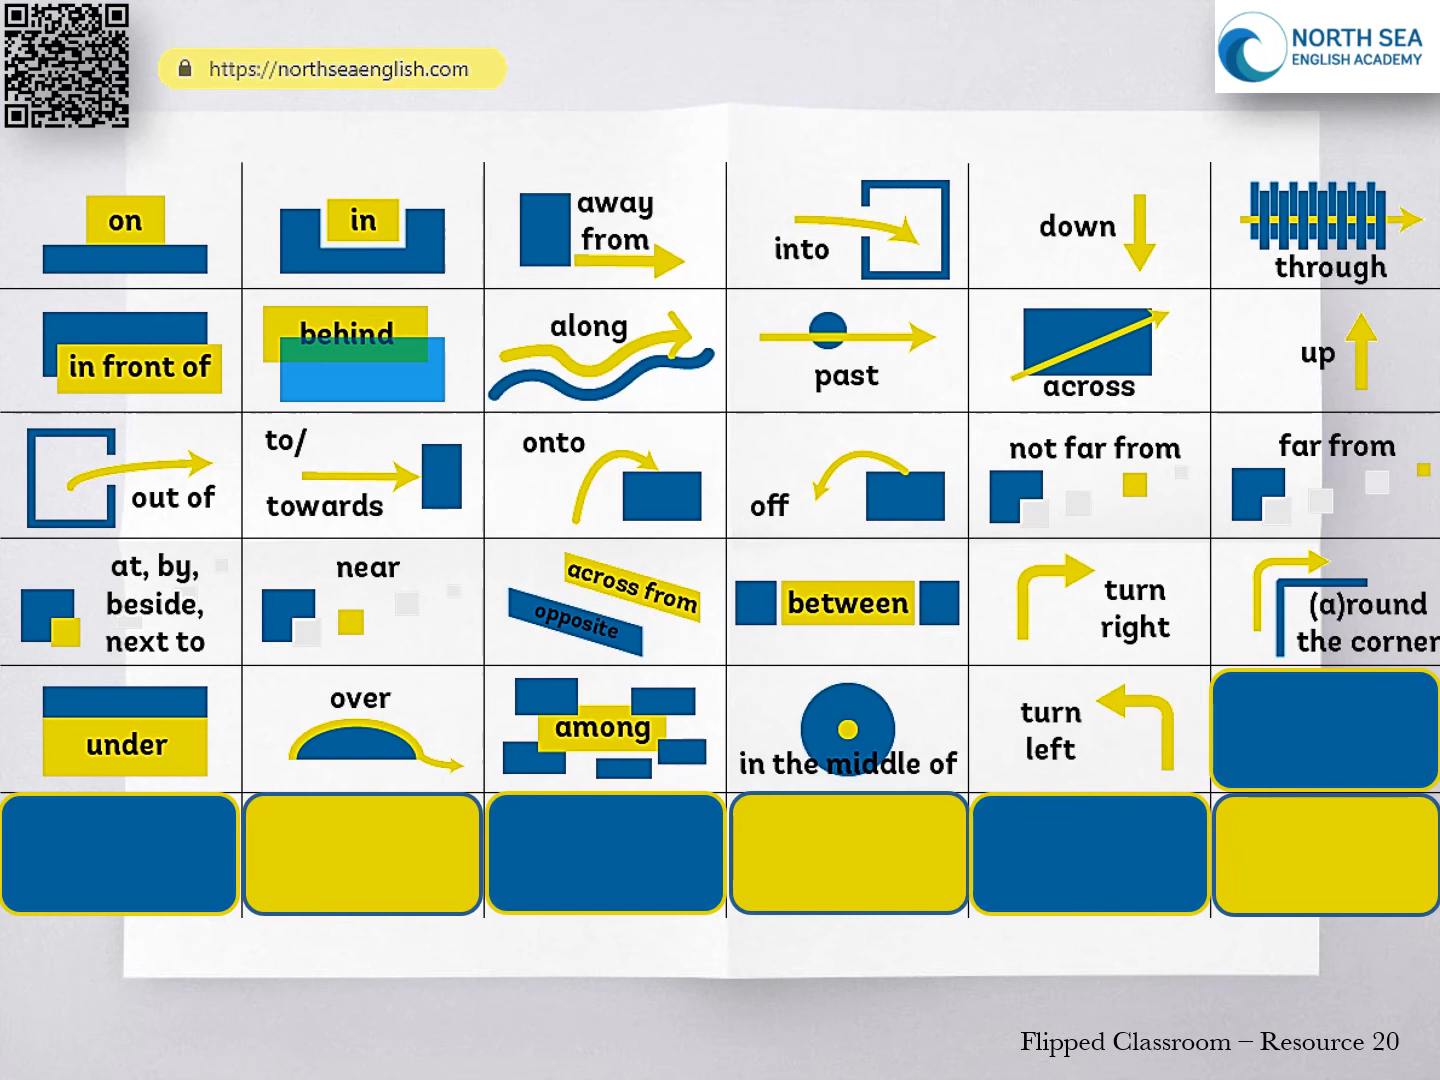 https://northseaenglish.com
NORTH SEA
ENGLISH ACADEMY
on
in
away
from
into
down
through
in front of
behind
along
past
across
up
out of
to/
towards
onto
off
not far from
far from
at, by,
beside,
next to
near
across from
opposite
between
turn
right
(a)round
the corner
under
over
among
in the middle of
turn
left
Flipped Classroom – Resource 20